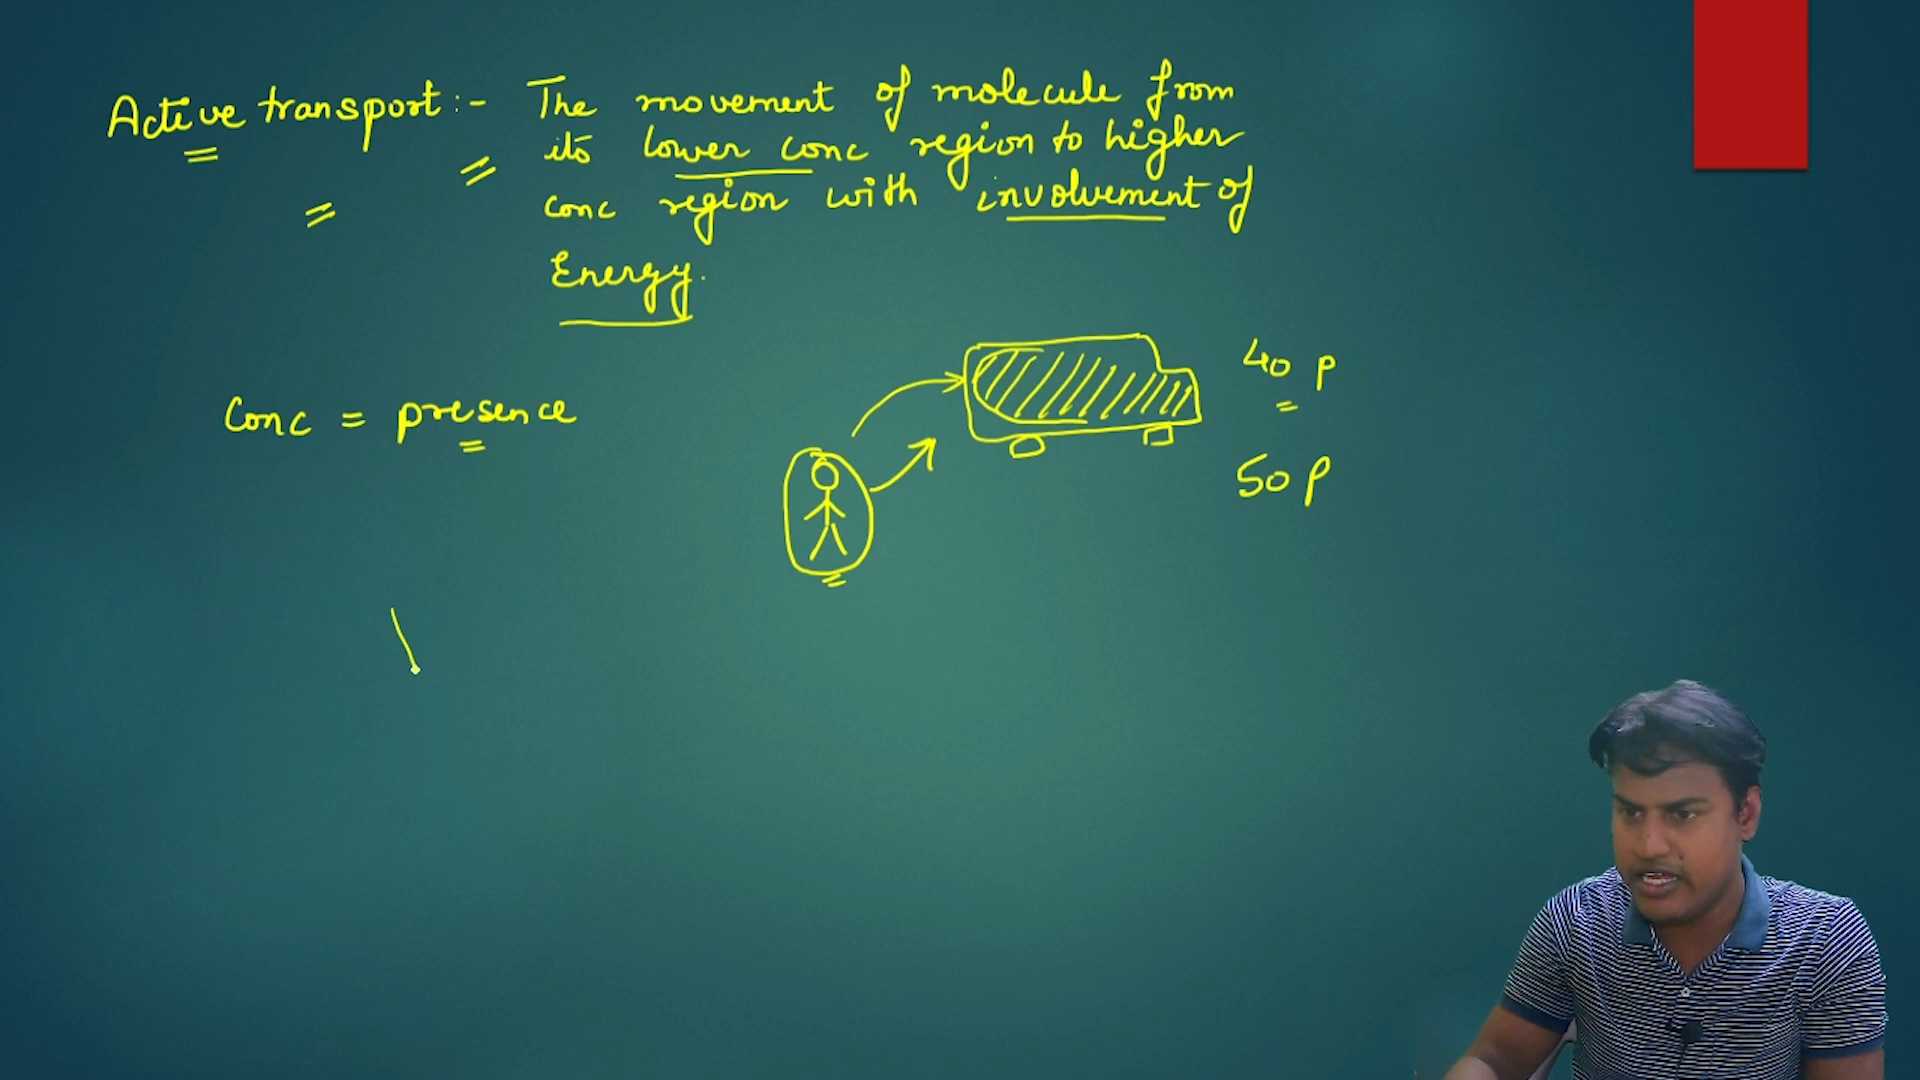 Active transport :- The movement of molecule from
its lower conc region to higher
conc region with involvement of
Energy.
Conc = presence
40 P
50 P